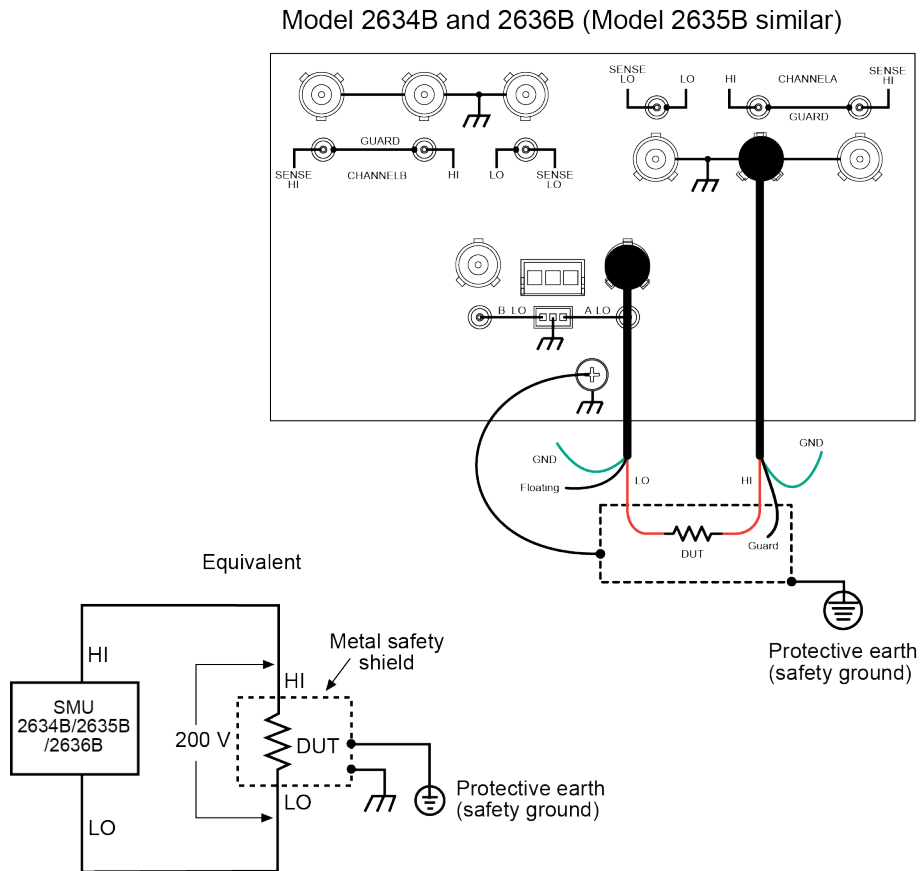 Model 2634B and 2636B (Model 2635B similar)
SENSE
LO
LO
HI
CHANNELA
SENSE
HI
GUARD
GUARD
SENSE
HI
CHANNELB
HI
LO
SENSE
LO
B LO
A LO
GND
Floating
LO
HI
GND
DUT
Guard
Protective earth
(safety ground)
Equivalent
HI
SMU
2634B/2635B
/2636B
LO
200 V
Metal safety
shield
HI
DUT
LO
Protective earth
(safety ground)